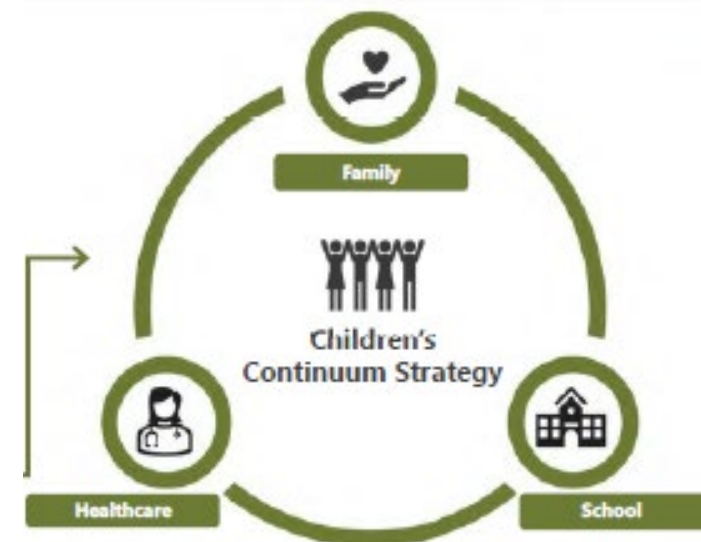 Family
Children's
Continuum Strategy
Healthcare
School